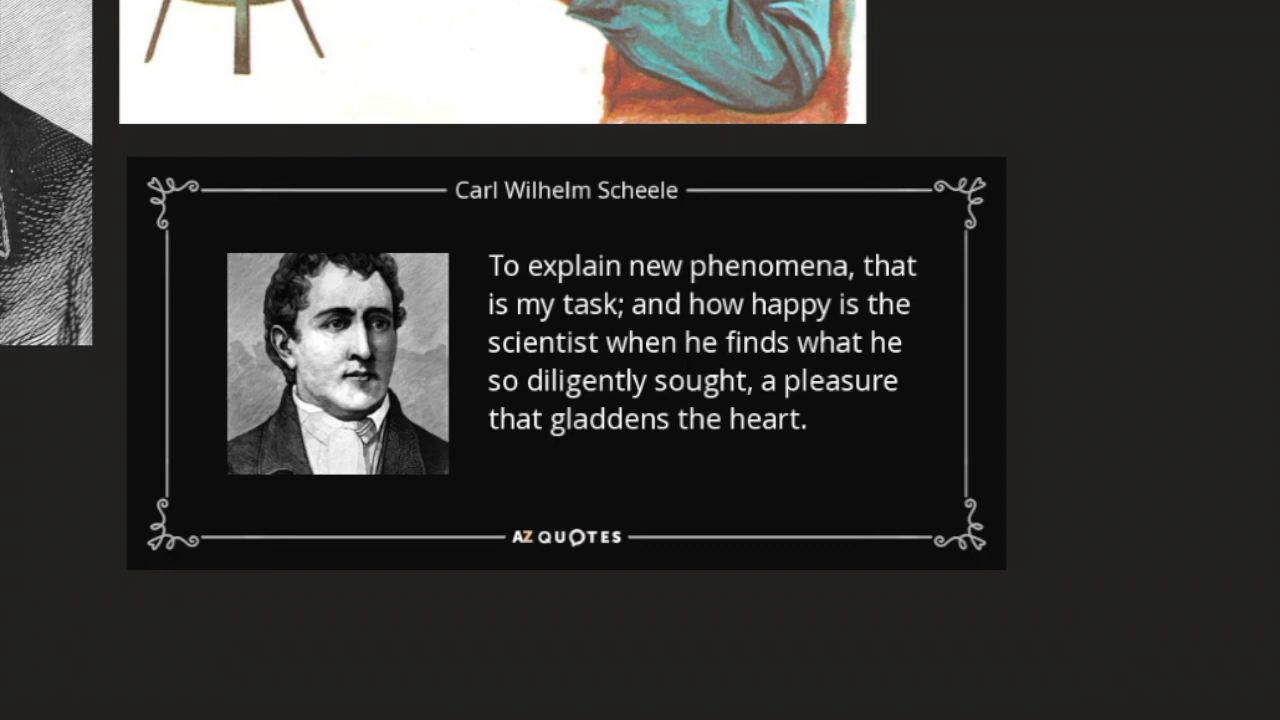 Carl Wilhelm Scheele
To explain new phenomena, that
is my task; and how happy is the
scientist when he finds what he
so diligently sought, a pleasure
that gladdens the heart.
AZ QUOTES